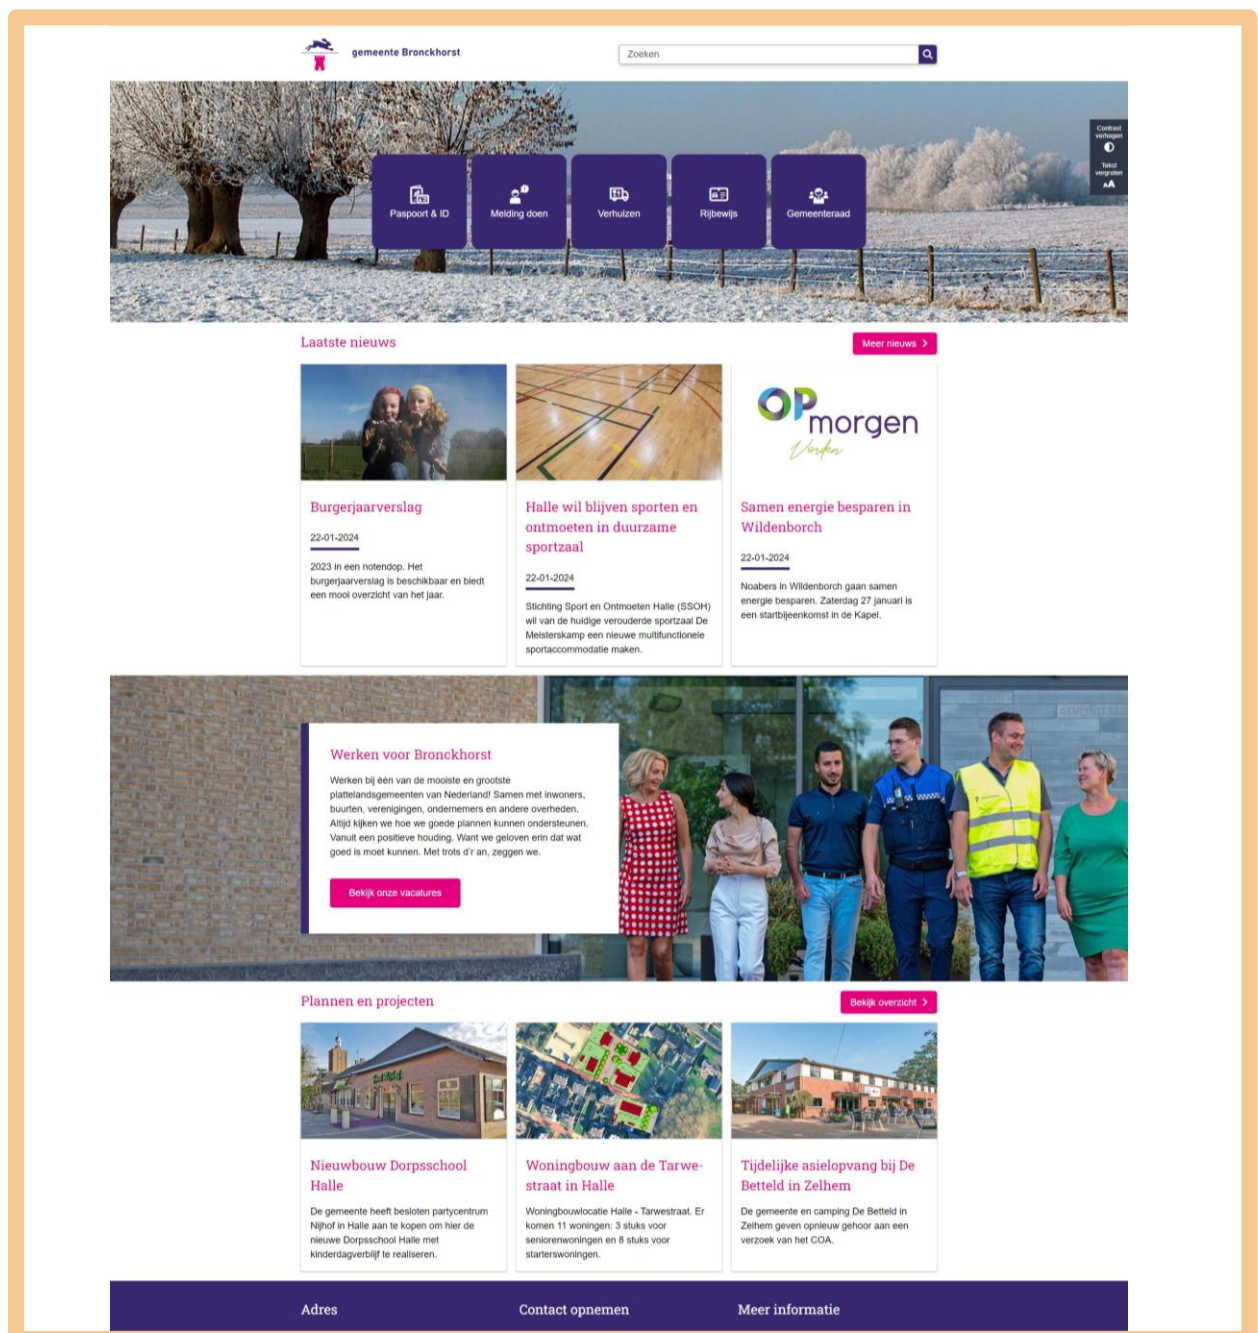 gemeente Bronckhorst
Zoeken
Contrast
verhogen
Tekst
vergroten
AA
Paspoort & ID
Melding doen
Verhuizen
Rijbewijs
Gemeenteraad
Laatste nieuws
Meer nieuws
OPmorgen
Vorden
Burgerjaarverslag
22-01-2024
2023 in een notendop. Het
burgerjaarverslag is beschikbaar en biedt
een mooi overzicht van het jaar.
Halle wil blijven sporten en
ontmoeten in duurzame
sportzaal
22-01-2024
Stichting Sport en Ontmoeten Halle (SSOH)
wil van de huidige verouderde sportzaal De
Meisterskamp een nieuwe multifunctionele
sportaccommodatie maken.
Samen energie besparen in
Wildenborch
22-01-2024
Noabers in Wildenborch gaan samen
energie besparen. Zaterdag 27 januari is
een startbijeenkomst in de Kapel.
Werken voor Bronckhorst
Werken bij één van de mooiste en grootste
plattelandsgemeenten van Nederland! Samen met inwoners,
buurten, verenigingen, ondernemers en andere overheden.
Altijd kijken we hoe we goede plannen kunnen ondersteunen.
Vanuit een positieve houding. Want we geloven erin dat wat
goed is moet kunnen. Met trots d'r an, zeggen we.
Bekijk onze vacatures
Plannen en projecten
Bekijk overzicht
Nieuwbouw Dorpsschool
Halle
De gemeente heeft besloten partycentrum
Nijhof in Halle aan te kopen om hier de
nieuwe Dorpsschool Halle met
kinderdagverblijf te realiseren.
Woningbouw aan de Tarwe-
straat in Halle
Woningbouwlocatie Halle - Tarwestraat. Er
komen 11 woningen: 3 stuks voor
seniorenwoningen en 8 stuks voor
starterswoningen.
Tijdelijke asielopvang bij De
Betteld in Zelhem
De gemeente en camping De Betteld in
Zelhem geven opnieuw gehoor aan een
verzoek van het COA.
Adres
Contact opnemen
Meer informatie